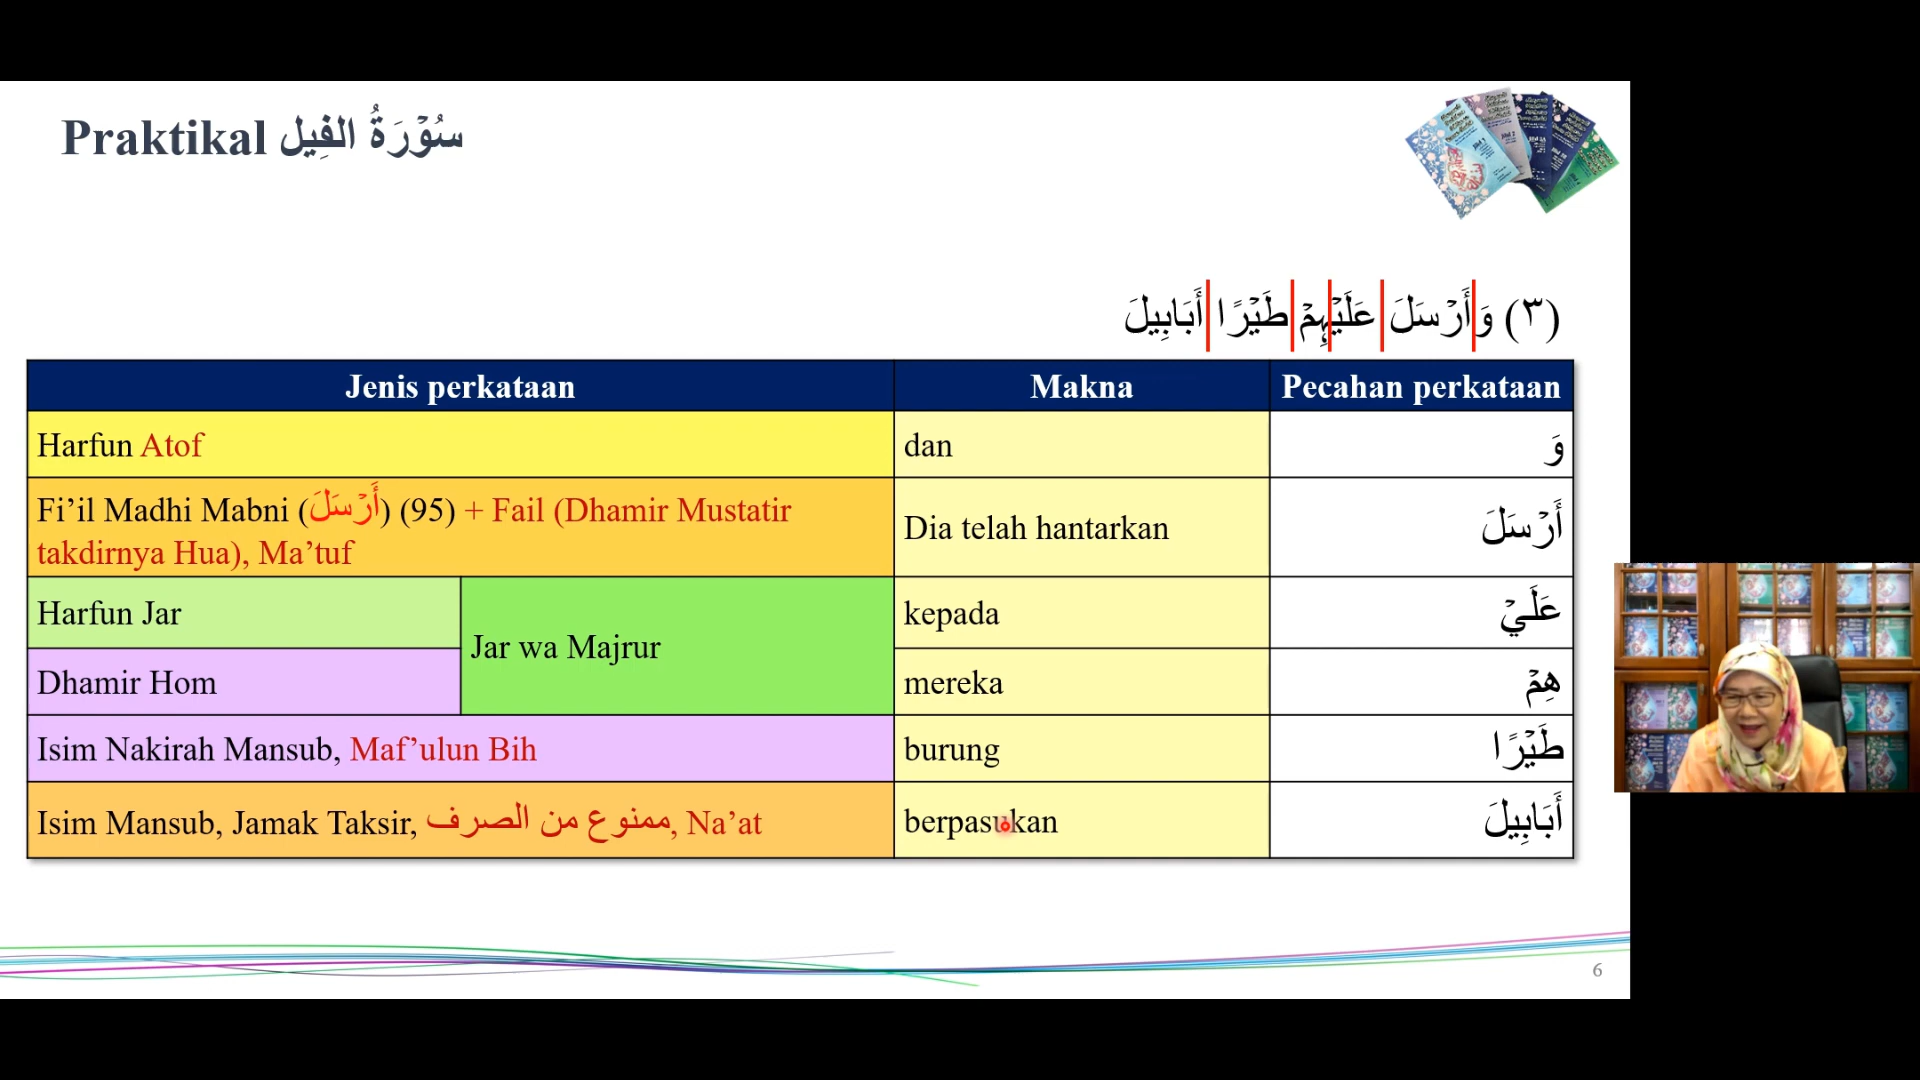 Praktikal سُوْرَةُ الفِيل
(٣) وَأَرْسَلَ عَلَيْهِمْ طَيْرًا أَبَابِيلَ
Jenis perkataan Makna Pecahan perkataan
Harfun Atof dan وَ
Fi’il Madhi Mabni (أَرْسَلَ) (95) + Fail (Dhamir Mustatir
takdirnya Hua), Ma’tuf Dia telah hantarkan أَرْسَلَ
Harfun Jar kepada عَلَيْ
Jar wa Majrur
Dhamir Hom mereka هِمْ
Isim Nakirah Mansub, Maf’ulun Bih burung طَيْرًا
Isim Mansub, Jamak Taksir, ممنوع من الصرف, Na’at berpasukan أَبَابِيلَ
6